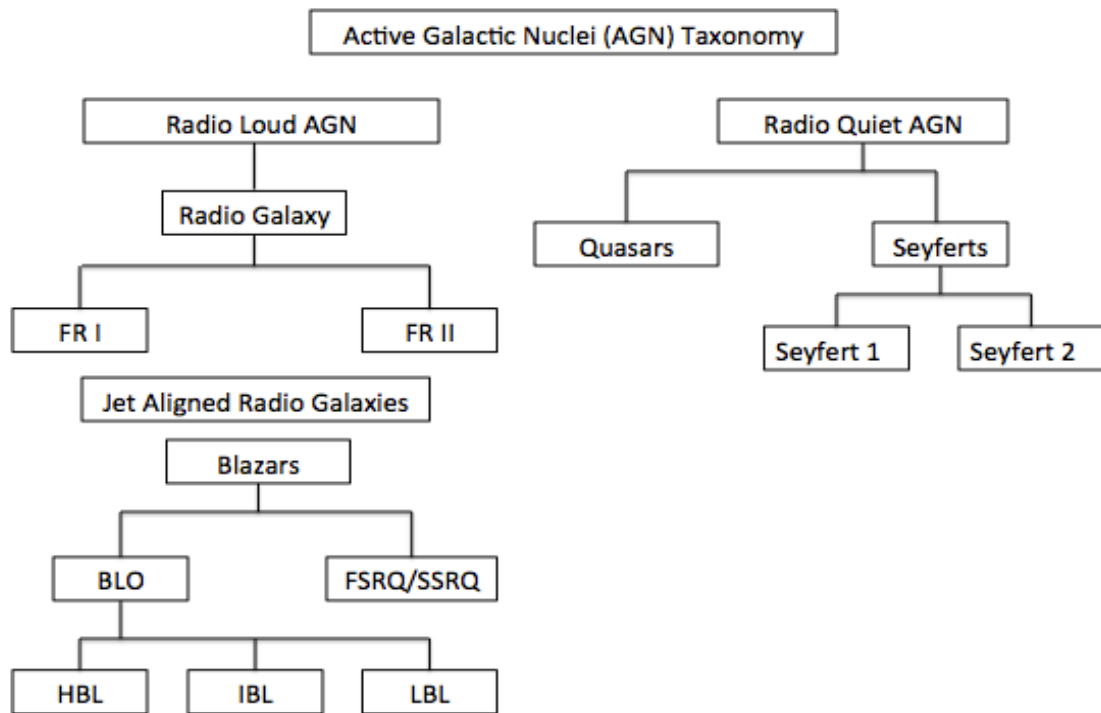 Active Galactic Nuclei (AGN) Taxonomy
Radio Loud AGN
Radio Quiet AGN
Radio Galaxy
Quasars
Seyferts
FR I
FR II
Seyfert 1
Seyfert 2
Jet Aligned Radio Galaxies
Blazars
BLO
FSRQ/SSRQ
HBL
IBL
LBL